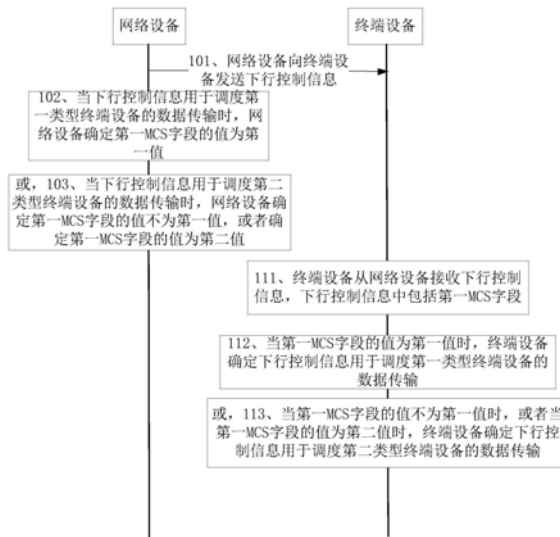 网络设备
终端设备
101、网络设备向终端设
备发送下行控制信息
102、当下行控制信息用于调度第
一类型终端设备的数据传输时，网
络设备确定第一MCS字段的值为第
一值
或，103、当下行控制信息用于调度第二
类型终端设备的数据传输时，网络设备确
定第一MCS字段的值不为第一值，或者确
定第一MCS字段的值为第二值
111、终端设备从网络设备接收下行控制
信息，下行控制信息中包括第一MCS字段
112、当第一MCS字段的值为第一值时，终端设备
确定下行控制信息用于调度第一类型终端设备的
数据传输
或，113、当第一MCS字段的值不为第一值时，或者当
第一MCS字段的值为第二值时，终端设备确定下行控
制信息用于调度第二类型终端设备的数据传输